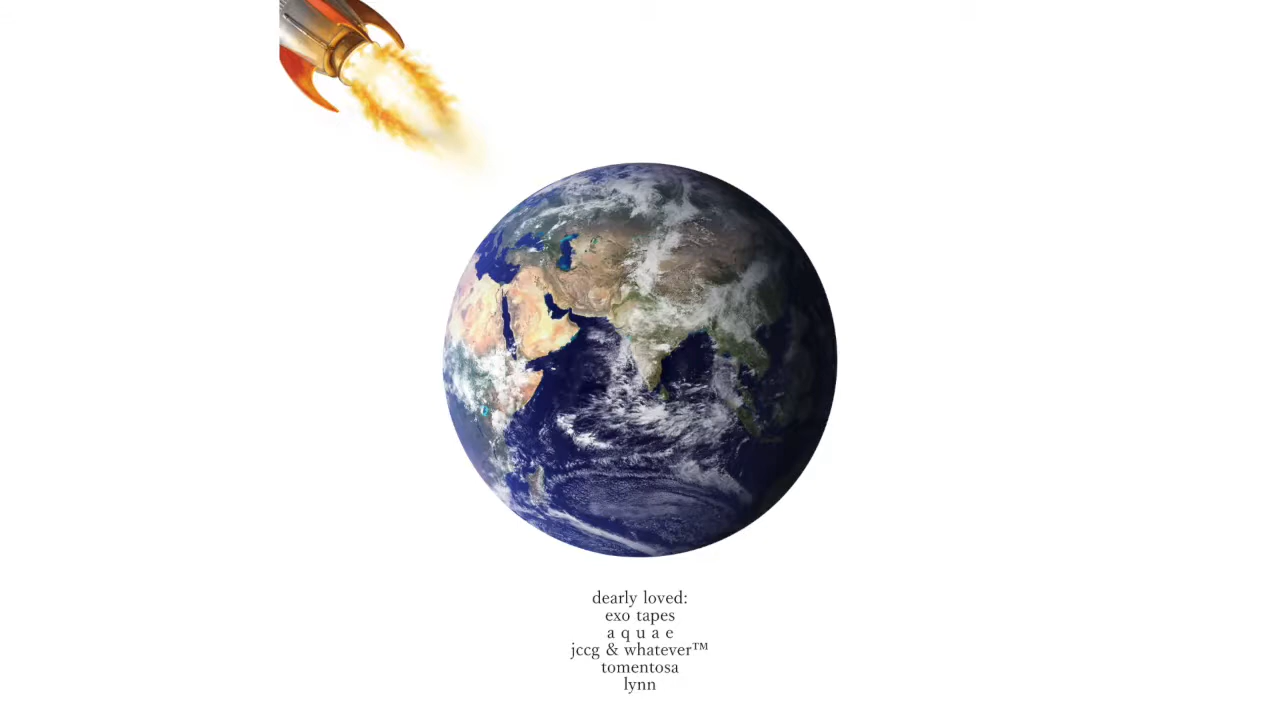 dearly loved:
exo tapes
a q u a e
jccg & whatever™
tomentosa
lynn